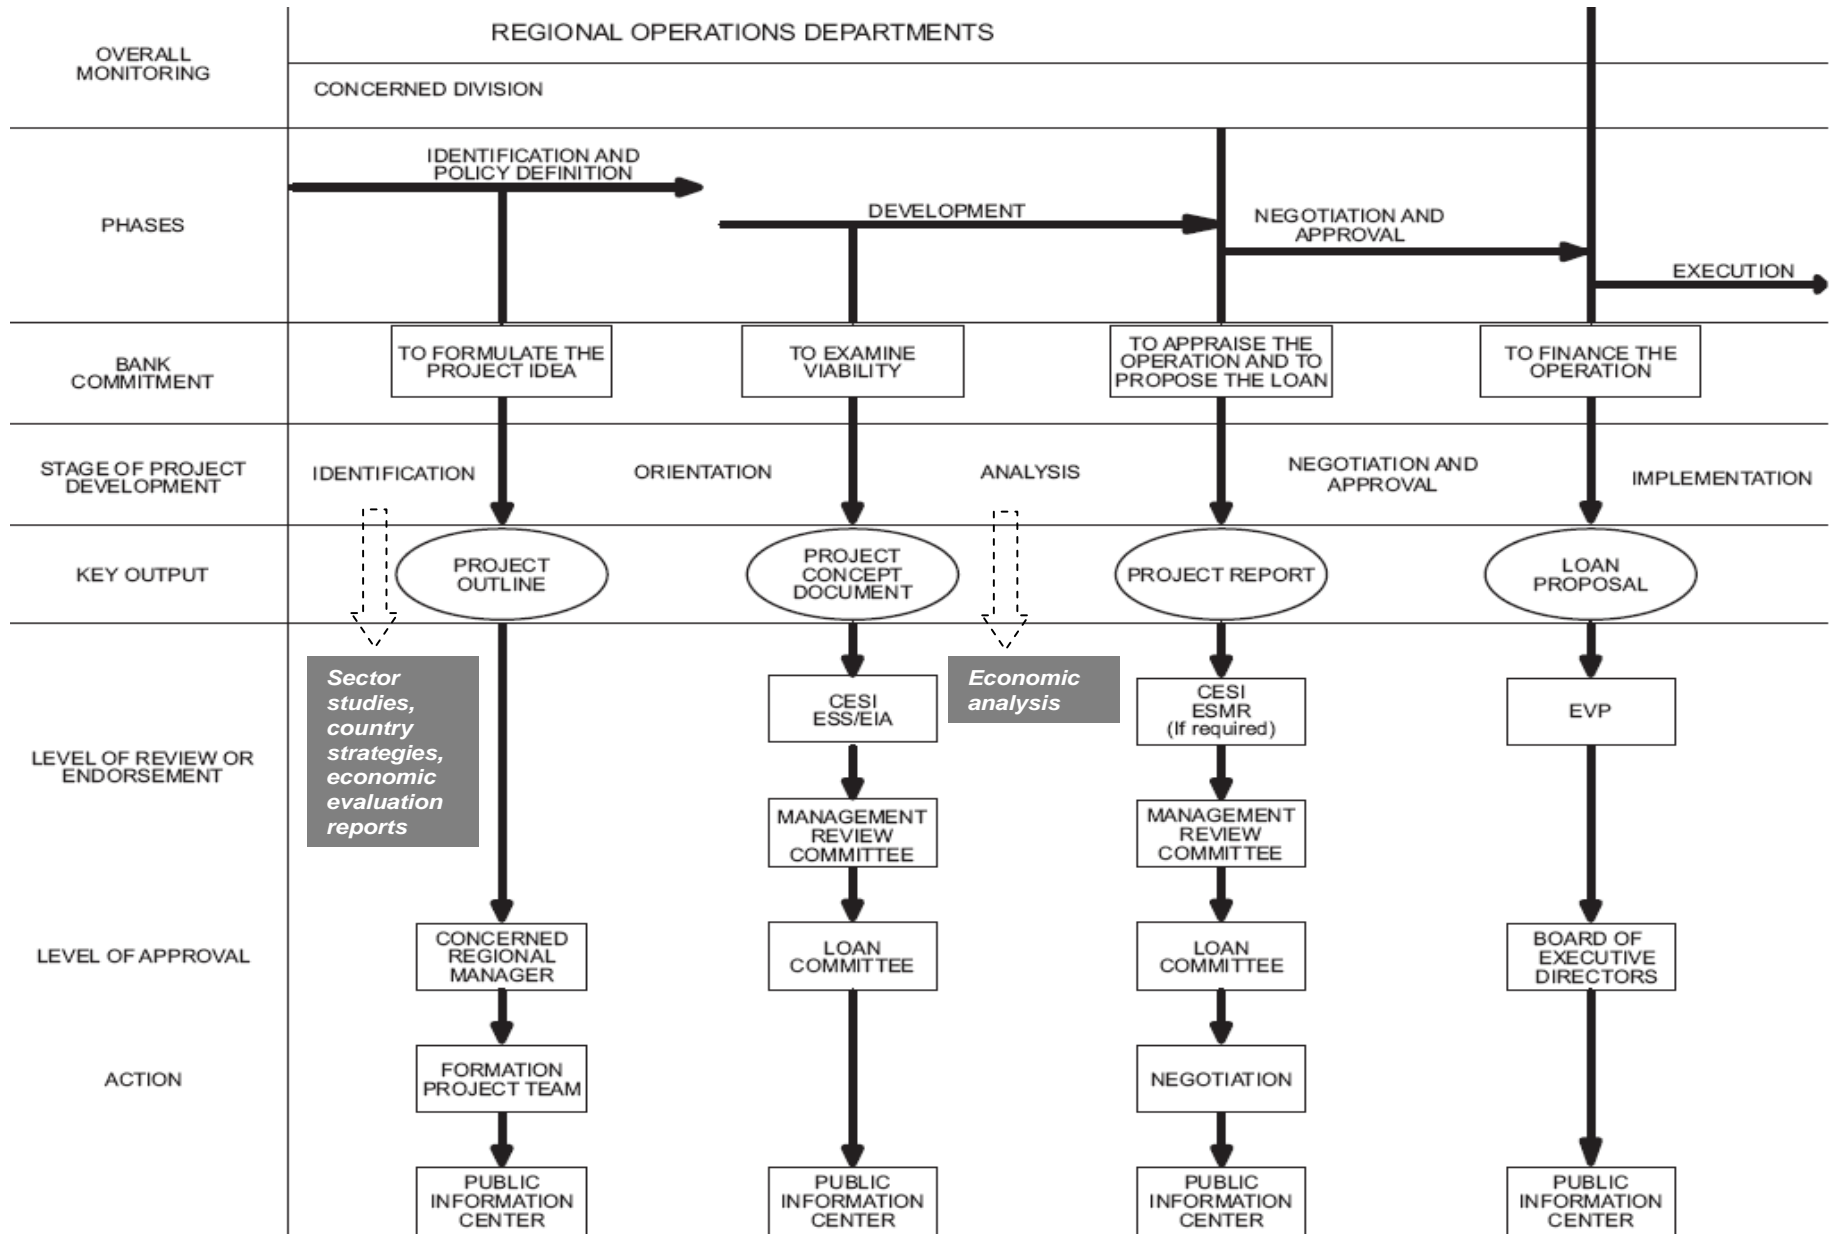 OVERALL
MONITORING
REGIONAL OPERATIONS DEPARTMENTS
CONCERNED DIVISION
PHASES
IDENTIFICATION AND
POLICY DEFINITION
DEVELOPMENT
NEGOTIATION AND
APPROVAL
EXECUTION
BANK
COMMITMENT
TO FORMULATE THE
PROJECT IDEA
TO EXAMINE
VIABILITY
TO APPRAISE THE
OPERATION AND TO
PROPOSE THE LOAN
TO FINANCE THE
OPERATION
STAGE OF PROJECT
DEVELOPMENT
IDENTIFICATION
ORIENTATION
ANALYSIS
NEGOTIATION AND
APPROVAL
IMPLEMENTATION
KEY OUTPUT
PROJECT
OUTLINE
PROJECT
CONCEPT
DOCUMENT
PROJECT REPORT
LOAN
PROPOSAL
LEVEL OF REVIEW OR
ENDORSEMENT
Sector
studies,
country
strategies,
economic
evaluation
reports
CESI
ESS/EIA
Economic
analysis
CESI
ESMR
(If required)
EVP
MANAGEMENT
REVIEW
COMMITTEE
MANAGEMENT
REVIEW
COMMITTEE
LEVEL OF APPROVAL
CONCERNED
REGIONAL
MANAGER
LOAN
COMMITTEE
LOAN
COMMITTEE
BOARD OF
EXECUTIVE
DIRECTORS
ACTION
FORMATION
PROJECT TEAM
NEGOTIATION
PUBLIC
INFORMATION
CENTER
PUBLIC
INFORMATION
CENTER
PUBLIC
INFORMATION
CENTER
PUBLIC
INFORMATION
CENTER